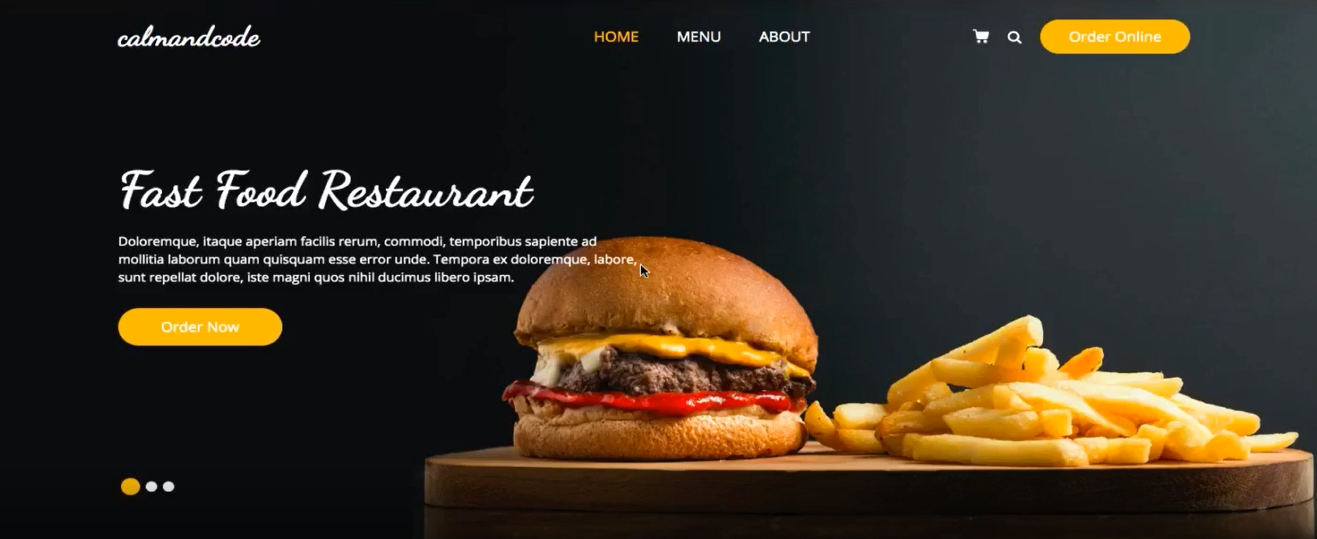 calmandcode
HOME
MENU
ABOUT
Order Online
Fast Food Restaurant
Doloremque, itaque aperiam facilis rerum, commodi, temporibus sapiente ad
mollitia laborum quam quisquam esse error unde. Tempora ex doloremque, labore,
sunt repellat dolore, iste magni quos nihil ducimus libero ipsam.
Order Now